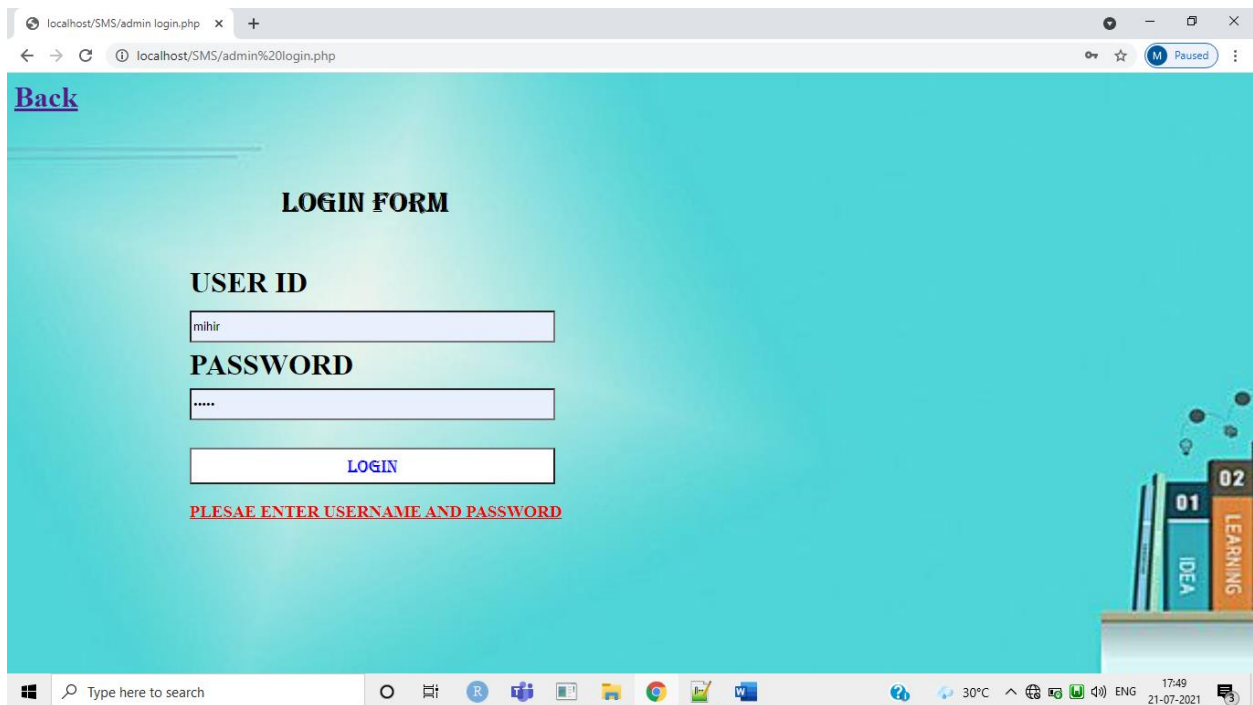 localhost/SMS/admin login.php
localhost/SMS/admin%20login.php
M Paused
Back
LOGIN FORM
USER ID
mihir
PASSWORD
•••••
LOGIN
PLESAE ENTER USERNAME AND PASSWORD
01
IDEA
02
LEARNING
Type here to search
R
30°C
ENG
17:49
21-07-2021
3